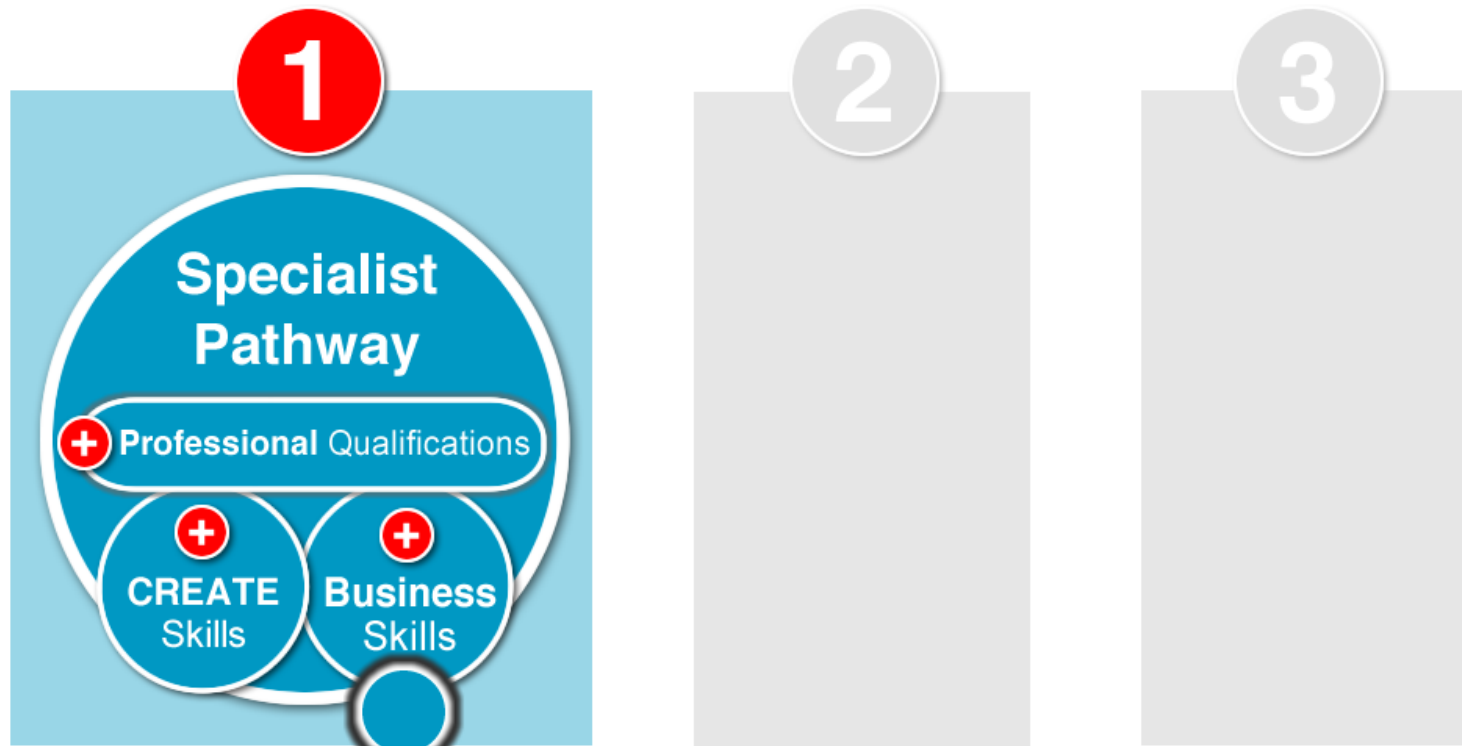 1
2
3
Specialist
Pathway
+ Professional Qualifications
+
CREATE
Skills
+
Business
Skills